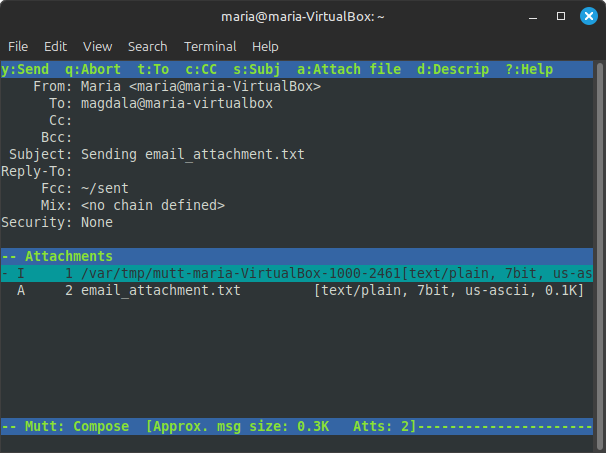 maria@maria-VirtualBox: ~
File Edit View Search Terminal Help
y:Send q:Abort t:To c:CC s:Subj a:Attach file d:Descrip ?:Help
From: Maria <maria@maria-VirtualBox>
To: magdala@maria-virtualbox
Cc:
Bcc:
Subject: Sending email_attachment.txt
Reply-To:
Fcc: ~/sent
Mix: <no chain defined>
Security: None
-- Attachments
- I 1 /var/tmp/mutt-maria-VirtualBox-1000-2461[text/plain, 7bit, us-as
A 2 email_attachment.txt [text/plain, 7bit, us-ascii, 0.1K]
-- Mutt: Compose [Approx. msg size: 0.3K Atts: 2]----------------------